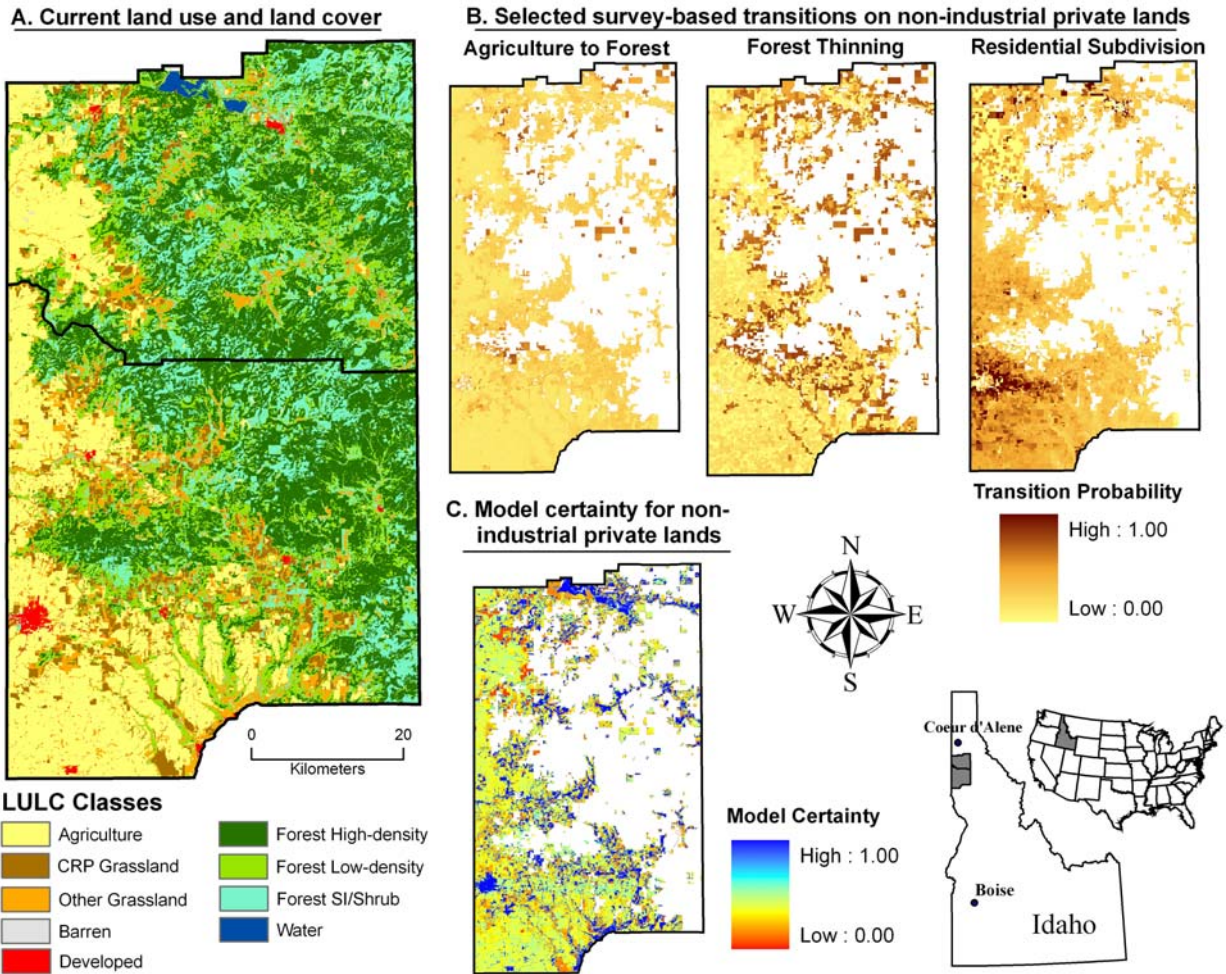 A. Current land use and land cover
B. Selected survey-based transitions on non-industrial private lands
Agriculture to Forest
Forest Thinning
Residential Subdivision
Transition Probability
High : 1.00
Low : 0.00
C. Model certainty for non-
industrial private lands
N
W
E
S
0
20
Kilometers
LULC Classes
Agriculture
CRP Grassland
Other Grassland
Barren
Developed
Forest High-density
Forest Low-density
Forest SI/Shrub
Water
Model Certainty
High : 1.00
Low : 0.00
Coeur d'Alene
Boise
Idaho